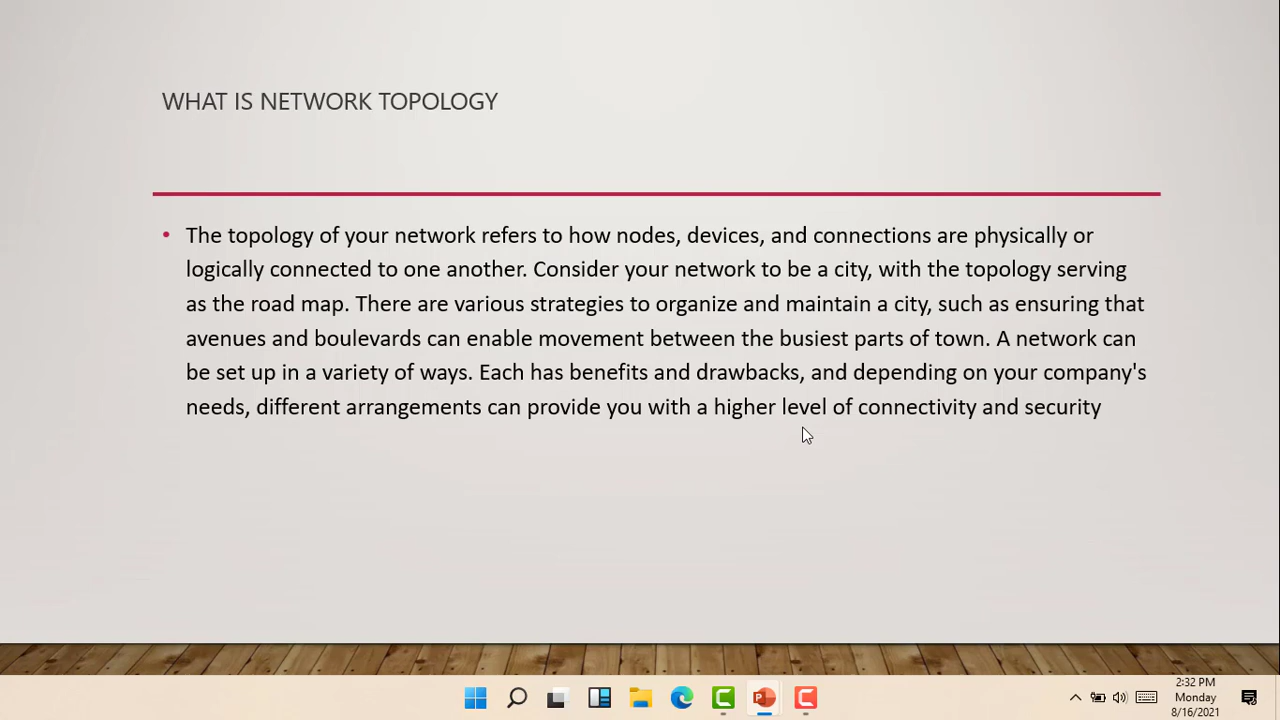 WHAT IS NETWORK TOPOLOGY
• The topology of your network refers to how nodes, devices, and connections are physically or
logically connected to one another. Consider your network to be a city, with the topology serving
as the road map. There are various strategies to organize and maintain a city, such as ensuring that
avenues and boulevards can enable movement between the busiest parts of town. A network can
be set up in a variety of ways. Each has benefits and drawbacks, and depending on your company's
needs, different arrangements can provide you with a higher level of connectivity and security
2:32 PM
Monday
8/16/2021